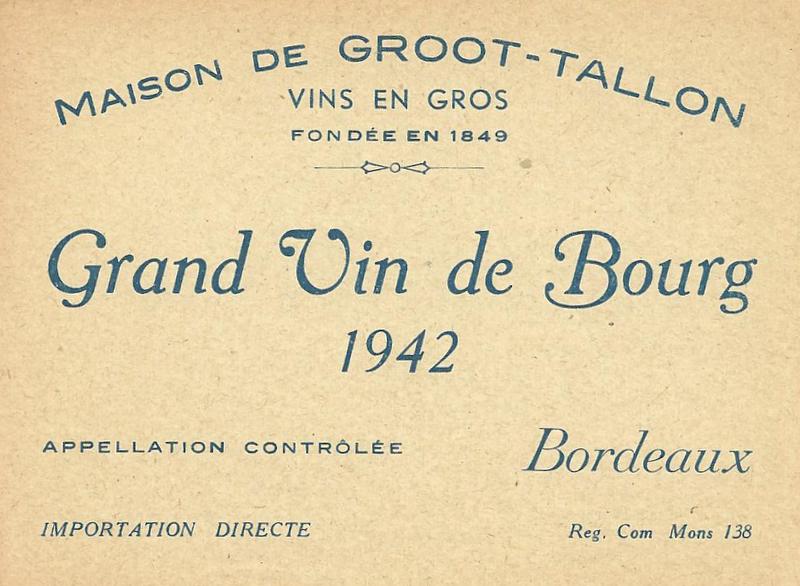 MAISON DE GROOT-TALLON
VINS EN GROS
FONDÉE EN 1849
Grand Vin de Bourg
1942
APPELLATION CONTRÔLÉE
Bordeaux
IMPORTATION DIRECTE
Reg. Com Mons 138